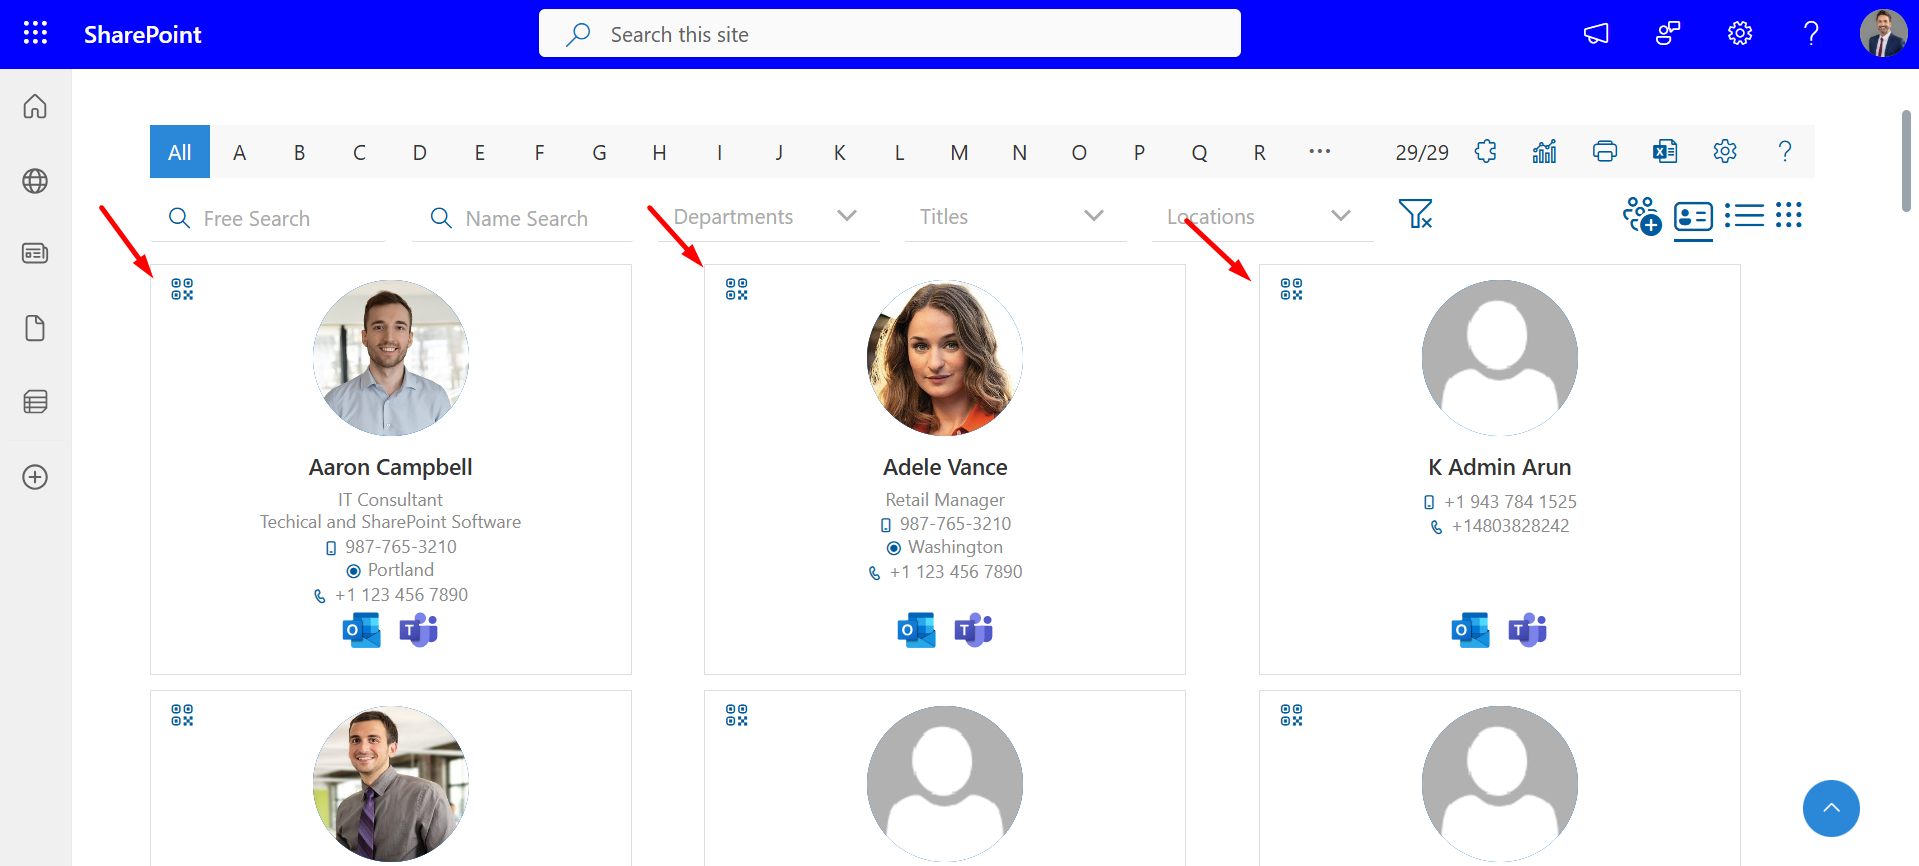 SharePoint
Search this site
All A B C D E F G H I J K L M N O P Q R ··· 29/29
Free Search Name Search Departments Titles Locations
Aaron Campbell
IT Consultant
Techical and SharePoint Software
987-765-3210
Portland
+1 123 456 7890
Adele Vance
Retail Manager
987-765-3210
Washington
+1 123 456 7890
K Admin Arun
+1 943 784 1525
+14803828242